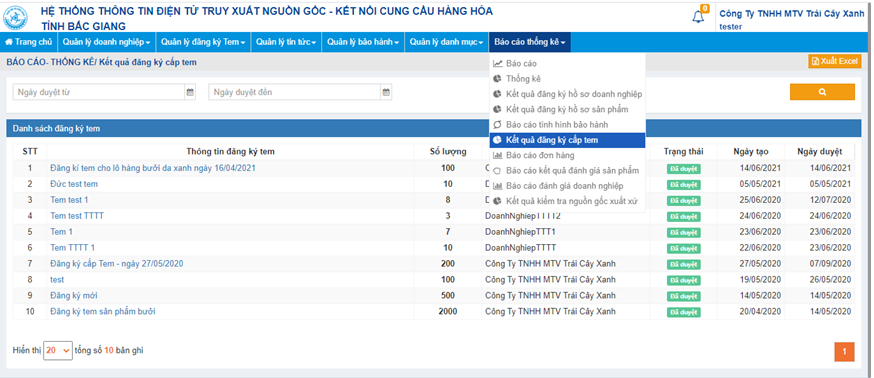 HỆ THỐNG THÔNG TIN ĐIỆN TỬ TRUY XUẤT NGUỒN GỐC - KẾT NỐI CUNG CẦU HÀNG HÓA
TỈNH BẮC GIANG
0
Công Ty TNHH MTV Trái Cây Xanh
tester
Trang chủ Quản lý doanh nghiệp Quản lý đăng ký Tem Quản lý tin tức Quản lý bảo hành Quản lý danh mục Báo cáo thống kê
BÁO CÁO- THỐNG KÊ/ Kết quả đăng ký cấp tem
Xuất Excel
Báo cáo
Thống kê
Kết quả đăng ký hồ sơ doanh nghiệp
Kết quả đăng ký hồ sơ sản phẩm
Báo cáo tình hình bảo hành
Kết quả đăng ký cấp tem
Báo cáo đơn hàng
Báo cáo kết quả đánh giá sản phẩm
Báo cáo đánh giá doanh nghiệp
Kết quả kiểm tra nguồn gốc xuất xứ
Ngày duyệt từ Ngày duyệt đến
Danh sách đăng ký tem
STT Thông tin đăng ký tem Số lượng Trạng thái Ngày tạo Ngày duyệt
1 Đăng kí tem cho lô hàng bưởi da xanh ngày 16/04/2021 100 C Đã duyệt 14/06/2021 14/06/2021
2 Đức test tem 10 D Đã duyệt 05/05/2021 05/05/2021
3 Tem test 1 8 D Đã duyệt 25/06/2020 12/07/2020
4 Tem test TTTT 3 DoanhNghiepTTT12 Đã duyệt 24/06/2020 24/06/2020
5 Tem 1 7 DoanhNghiepTTT1 Đã duyệt 23/06/2020 23/06/2020
6 Tem TTTT 1 10 DoanhNghiepTTTT Đã duyệt 22/06/2020 23/06/2020
7 Đăng ký cấp Tem - ngày 27/05/2020 200 Công Ty TNHH MTV Trái Cây Xanh Đã duyệt 27/05/2020 07/09/2020
8 test 100 Công Ty TNHH MTV Trái Cây Xanh Đã duyệt 19/05/2020 26/05/2020
9 Đăng ký mới 500 Công Ty TNHH MTV Trái Cây Xanh Đã duyệt 14/05/2020 14/05/2020
10 Đăng ký tem sản phẩm bưởi 2000 Công Ty TNHH MTV Trái Cây Xanh Đã duyệt 20/04/2020 14/05/2020
Hiển thị 20 tổng số 10 bản ghi
1